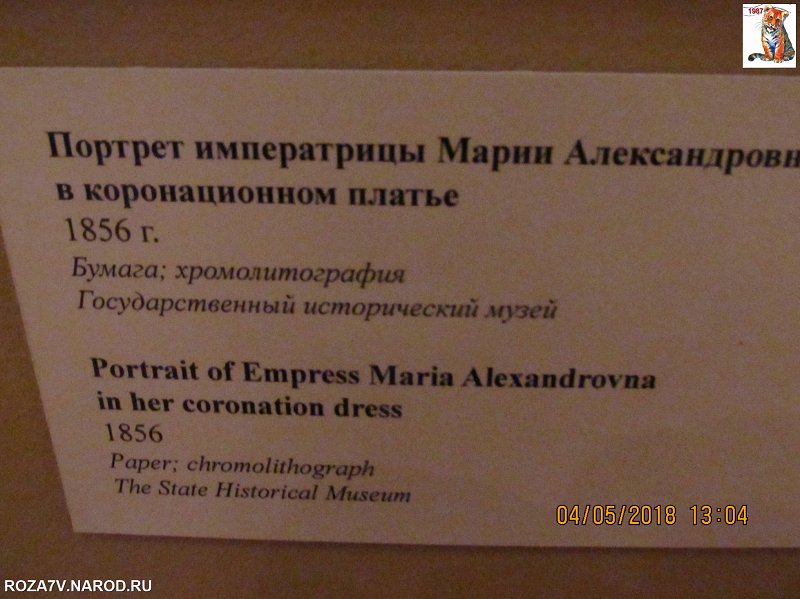 1987
Портрет императрицы Марии Александровн
в коронационном платье
1856 г.
Бумага; хромолитография
Государственный исторический музей
Portrait of Empress Maria Alexandrovna
in her coronation dress
1856
Paper; chromolithograph
The State Historical Museum
04/05/2018 13:04
ROZA7V.NAROD.RU